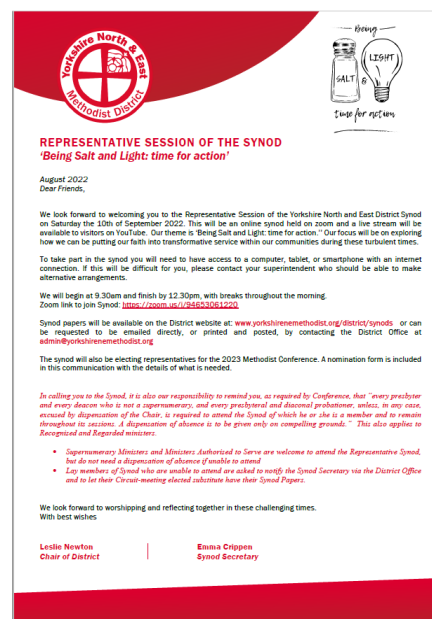 Yorkshire North & East
Methodist District
Being
SALT
&
LIGHT
time for action
REPRESENTATIVE SESSION OF THE SYNOD
'Being Salt and Light: time for action'
August 2022
Dear Friends,
We look forward to welcoming you to the Representative Session of the Yorkshire North and East District Synod
on Saturday the 10th of September 2022. This will be an online synod held on zoom and a live stream will be
available to visitors on YouTube. Our theme is 'Being Salt and Light: time for action." Our focus will be on exploring
how we can be putting our faith into transformative service within our communities during these turbulent times.
To take part in the synod you will need to have access to a computer, tablet, or smartphone with an internet
connection. If this will be difficult for you, please contact your superintendent who should be able to make
alternative arrangements.
We will begin at 9.30am and finish by 12.30pm, with breaks throughout the morning.
Zoom link to join Synod: https://zoom.us/j/94653061220
Synod papers will be available on the District website at: www.yorkshirenemethodist.org/district/synods or can
be requested to be emailed directly, or printed and posted, by contacting the District Office at
admin@yorkshirenemethodist.org
The synod will also be electing representatives for the 2023 Methodist Conference. A nomination form is included
in this communication with the details of what is needed.
In calling you to the Synod, it is also our responsibility to remind you, as required by Conference, that "every presbyter
and every deacon who is not a supernumerary, and every presbyteral and diaconal probationer, unless, in any case,
excused by dispensation of the Chair, is required to attend the Synod of which he or she is a member and to remain
throughout its sessions. A dispensation of absence is to be given only on compelling grounds." This also applies to
Recognised and Regarded ministers.
• Supernumerary Ministers and Ministers Authorised to Serve are welcome to attend the Representative Synod,
but do not need a dispensation of absence if unable to attend
• Lay members of Synod who are unable to attend are asked to notify the Synod Secretary via the District Office
and to let their Circuit-meeting elected substitute have their Synod Papers.
We look forward to worshipping and reflecting together in these challenging times.
With best wishes
Leslie Newton
Chair of District
Emma Crippen
Synod Secretary